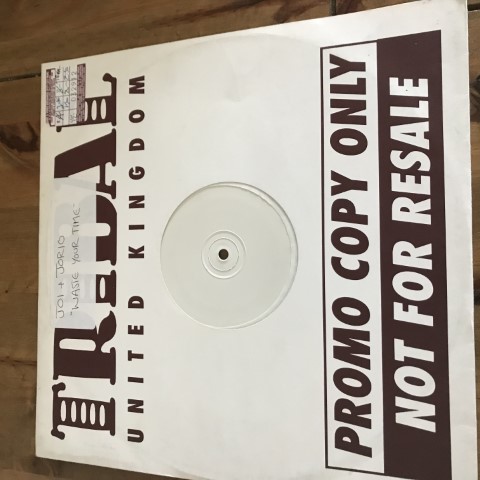 JOI + JORIO
"WASTE YOUR TIME"
TRIBAL
UNITED KINGDOM
PROMO COPY ONLY
NOT FOR RESALE